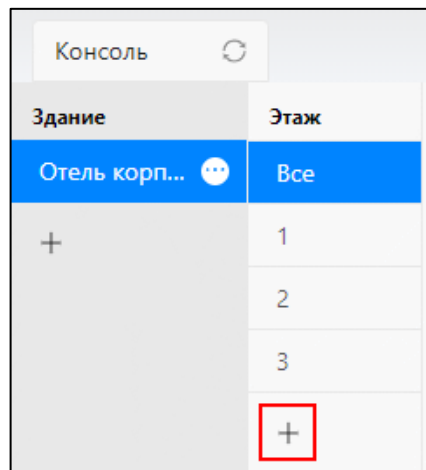 Консоль
Здание
Этаж
Отель корп...
Все
1
2
3